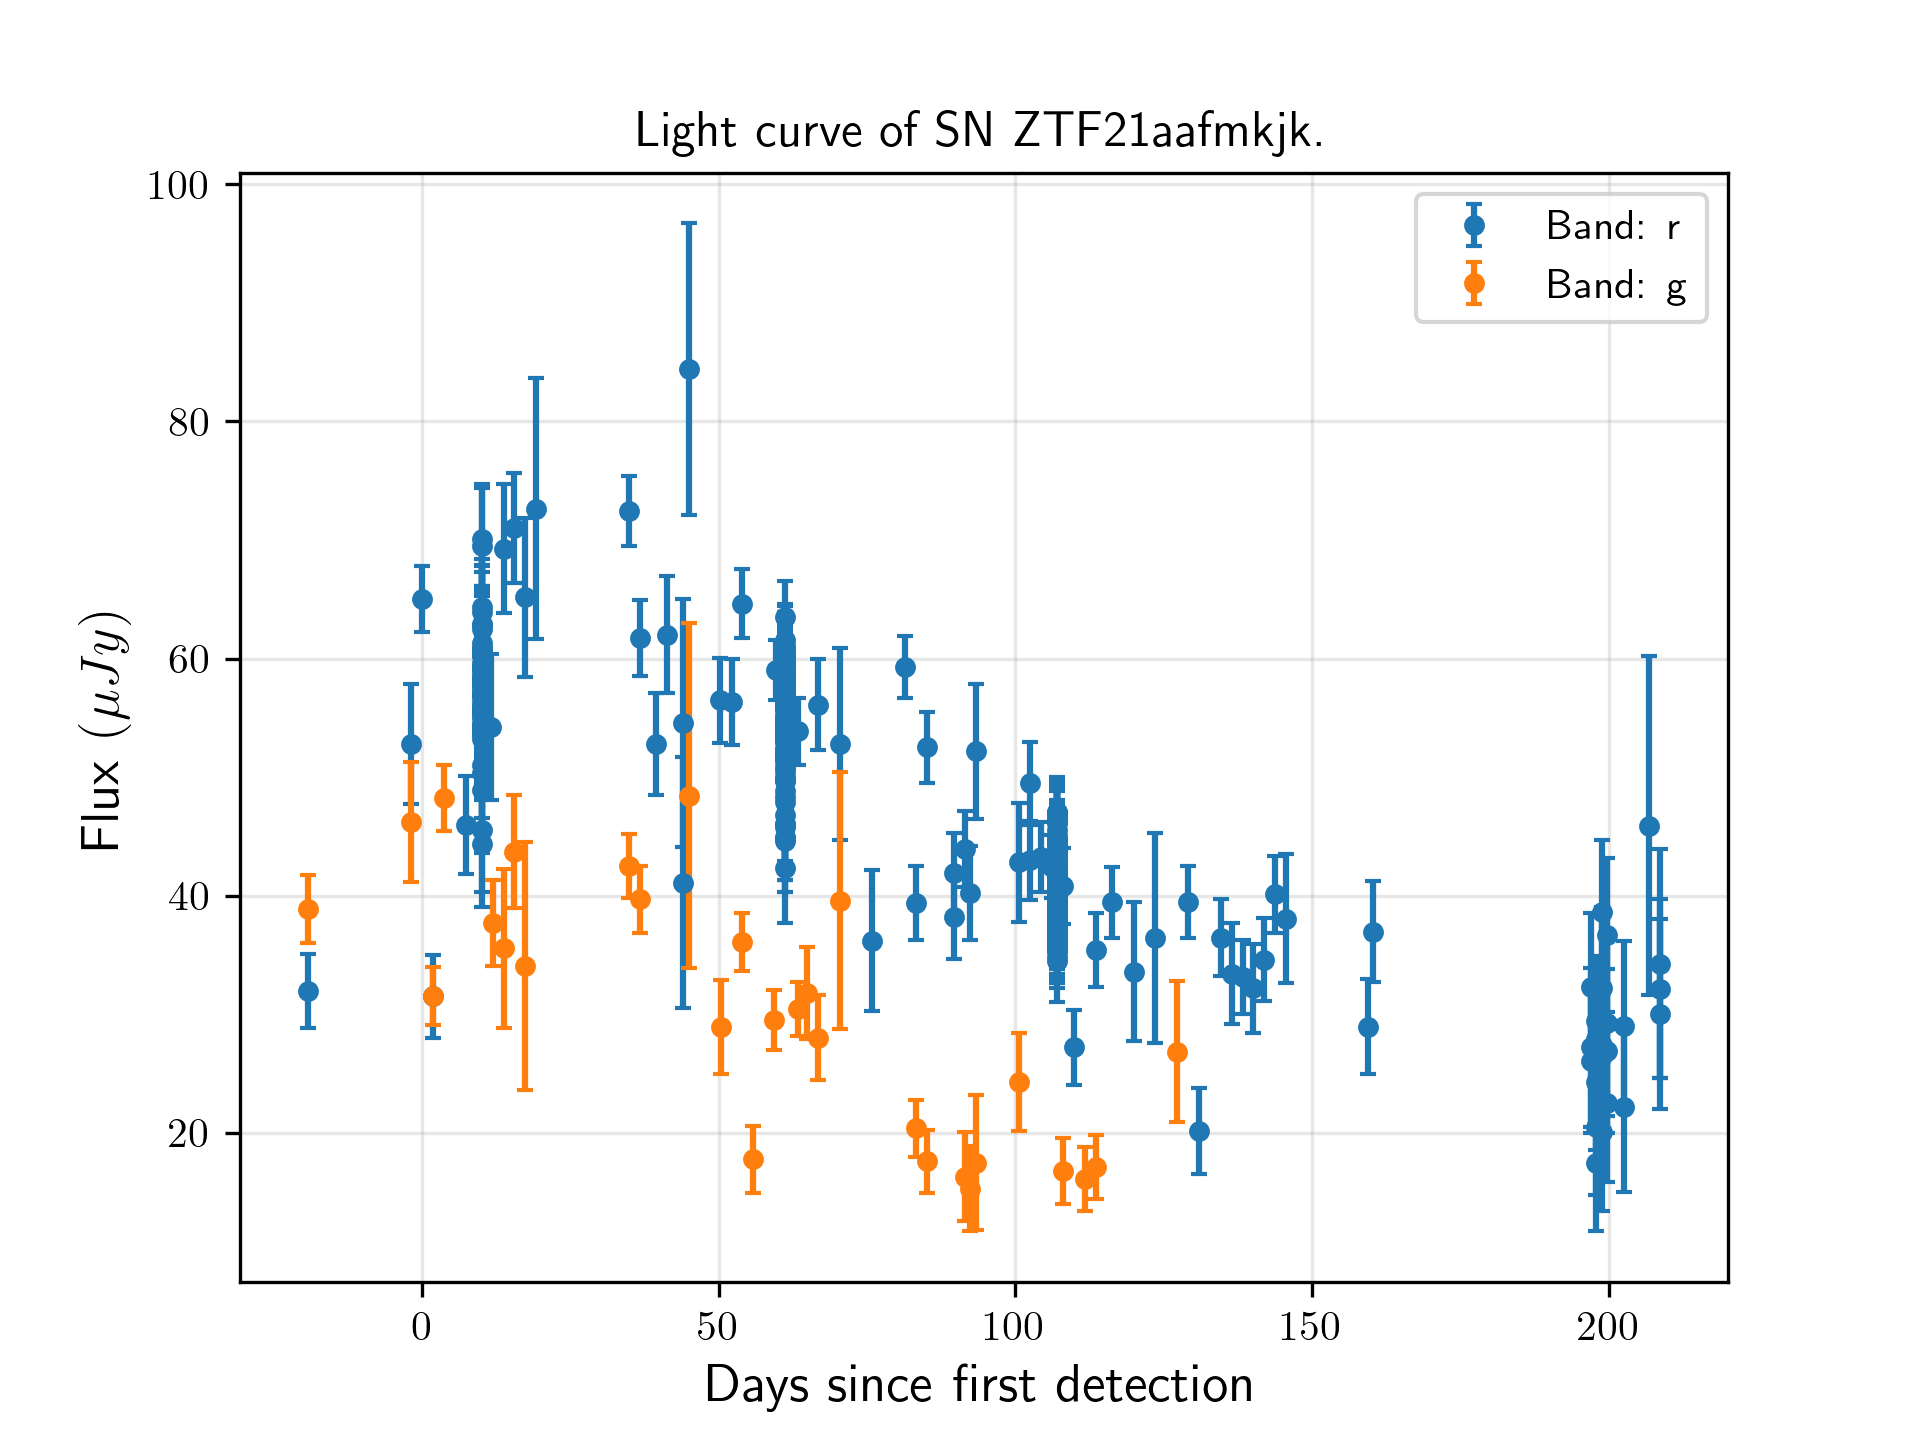 Light curve of SN ZTF21aafmkjk.
100
80
60
40
20
Flux (μJy)
Band: r
Band: g
0 50 100 150 200
Days since first detection